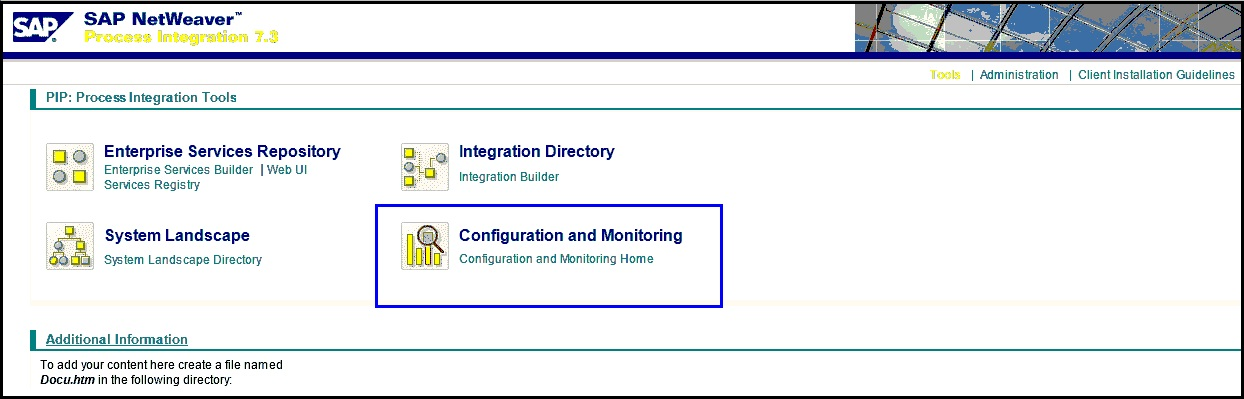 SAP
SAP NetWeaver™
Process Integration 7.3
Tools | Administration | Client Installation Guidelines
PIP: Process Integration Tools
Enterprise Services Repository
Enterprise Services Builder | Web UI
Services Registry
Integration Directory
Integration Builder
System Landscape
System Landscape Directory
Configuration and Monitoring
Configuration and Monitoring Home
Additional Information
To add your content here create a file named
Docu.htm in the following directory: